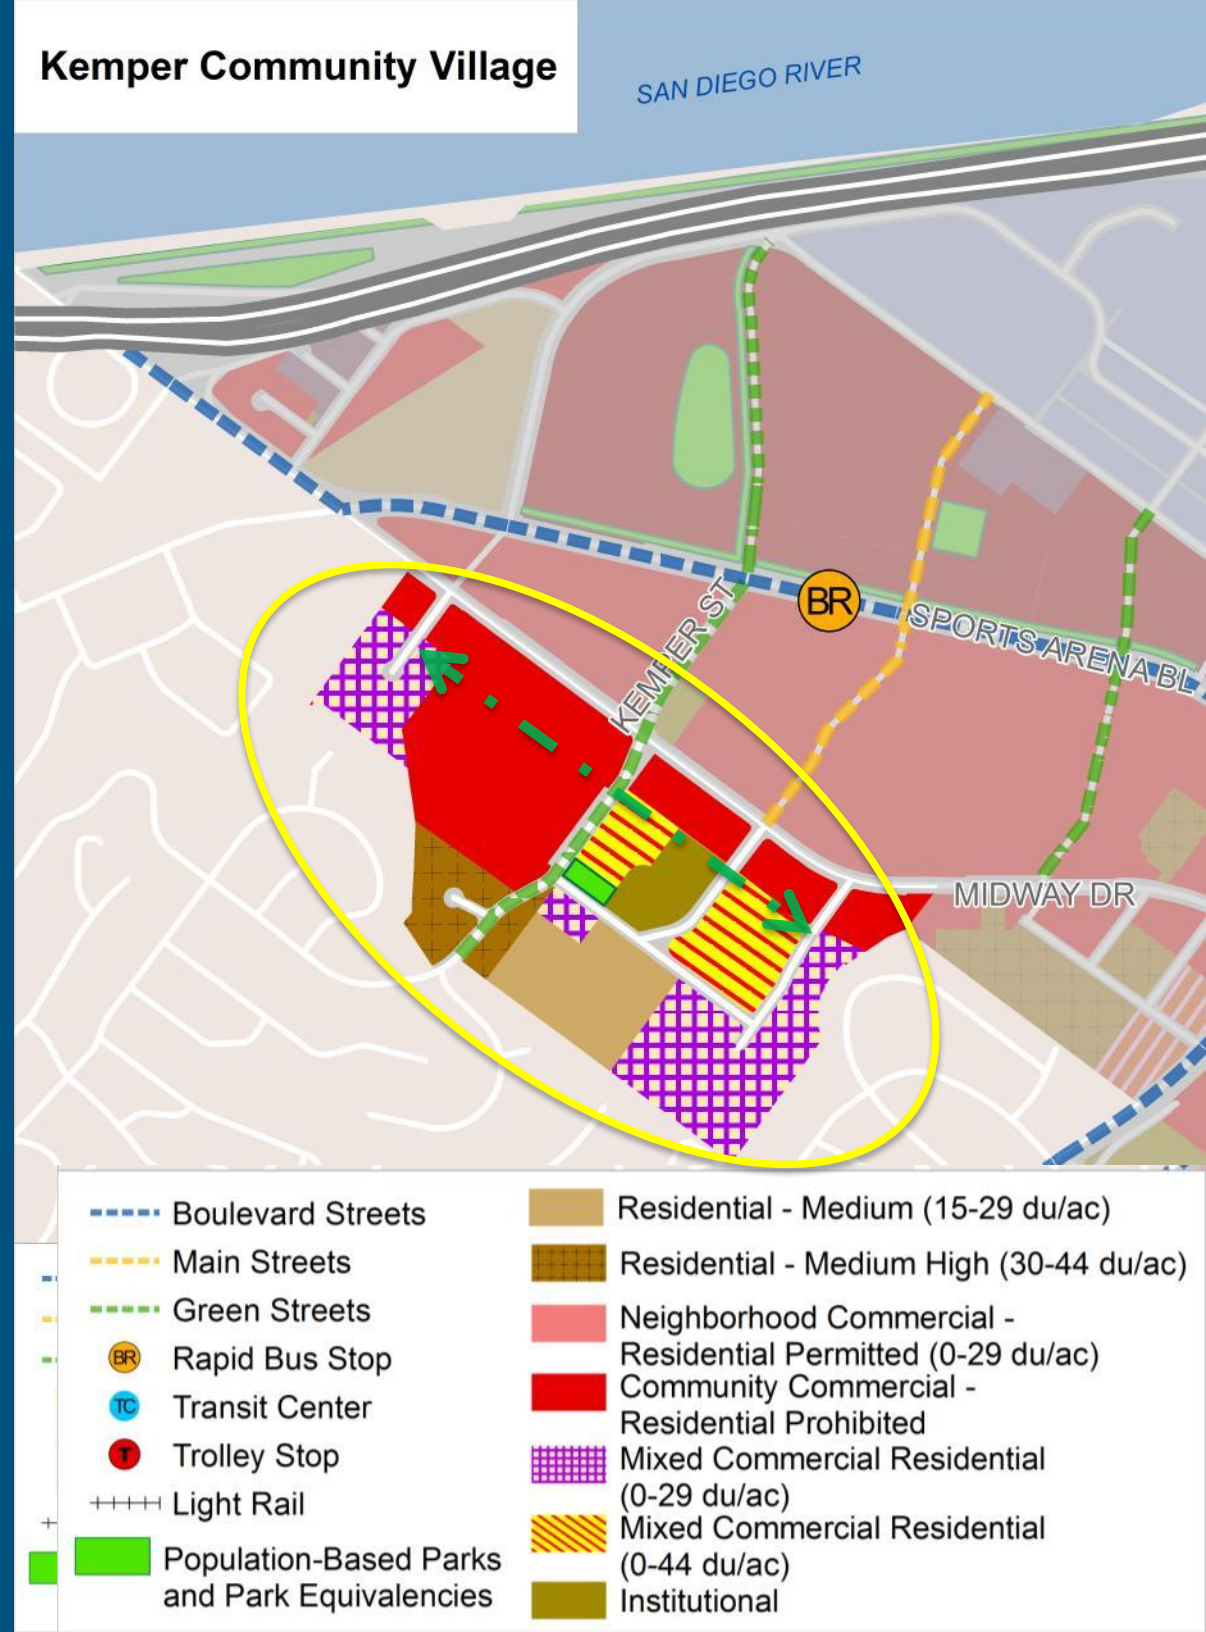 Kemper Community Village
SAN DIEGO RIVER
BR
KEMPER ST
SPORTS ARENA BL
MIDWAY DR
Boulevard Streets
Main Streets
Green Streets
BR Rapid Bus Stop
TC Transit Center
T Trolley Stop
Light Rail
Population-Based Parks
and Park Equivalencies
Residential - Medium (15-29 du/ac)
Residential - Medium High (30-44 du/ac)
Neighborhood Commercial -
Residential Permitted (0-29 du/ac)
Community Commercial -
Residential Prohibited
Mixed Commercial Residential
(0-29 du/ac)
Mixed Commercial Residential
(0-44 du/ac)
Institutional